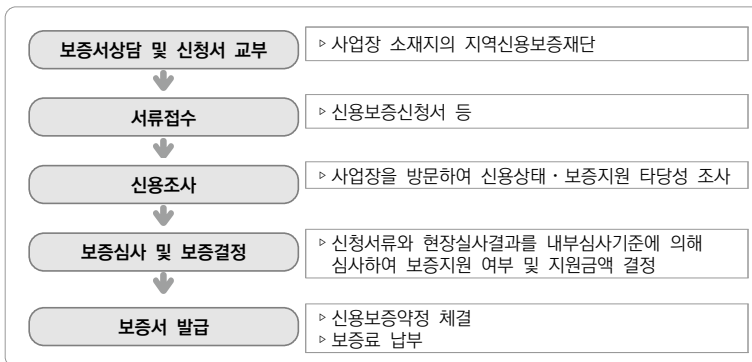 보증서상담 및 신청서 교부
▹ 사업장 소재지의 지역신용보증재단
서류접수
▹ 신용보증신청서 등
신용조사
▹ 사업장을 방문하여 신용상태・보증지원 타당성 조사
보증심사 및 보증결정
▹ 신청서류와 현장실사결과를 내부심사기준에 의해
심사하여 보증지원 여부 및 지원금액 결정
보증서 발급
▹ 신용보증약정 체결
▹ 보증료 납부